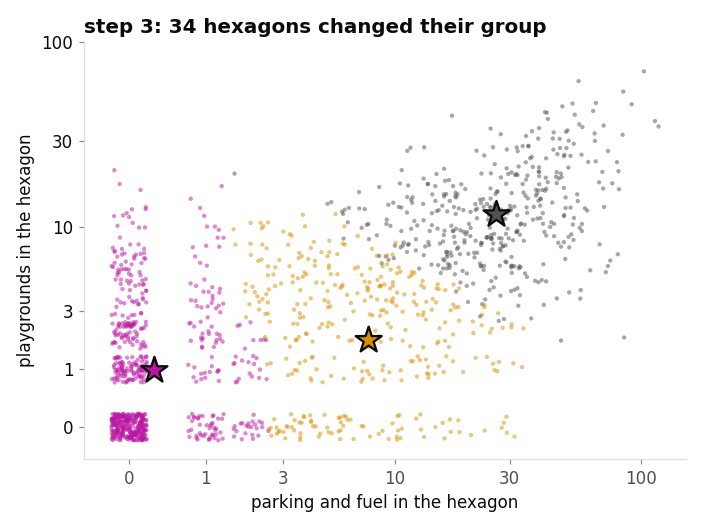 step 3: 34 hexagons changed their group
100
30
10
3
1
0
playgrounds in the hexagon
0 1 3 10 30 100
parking and fuel in the hexagon